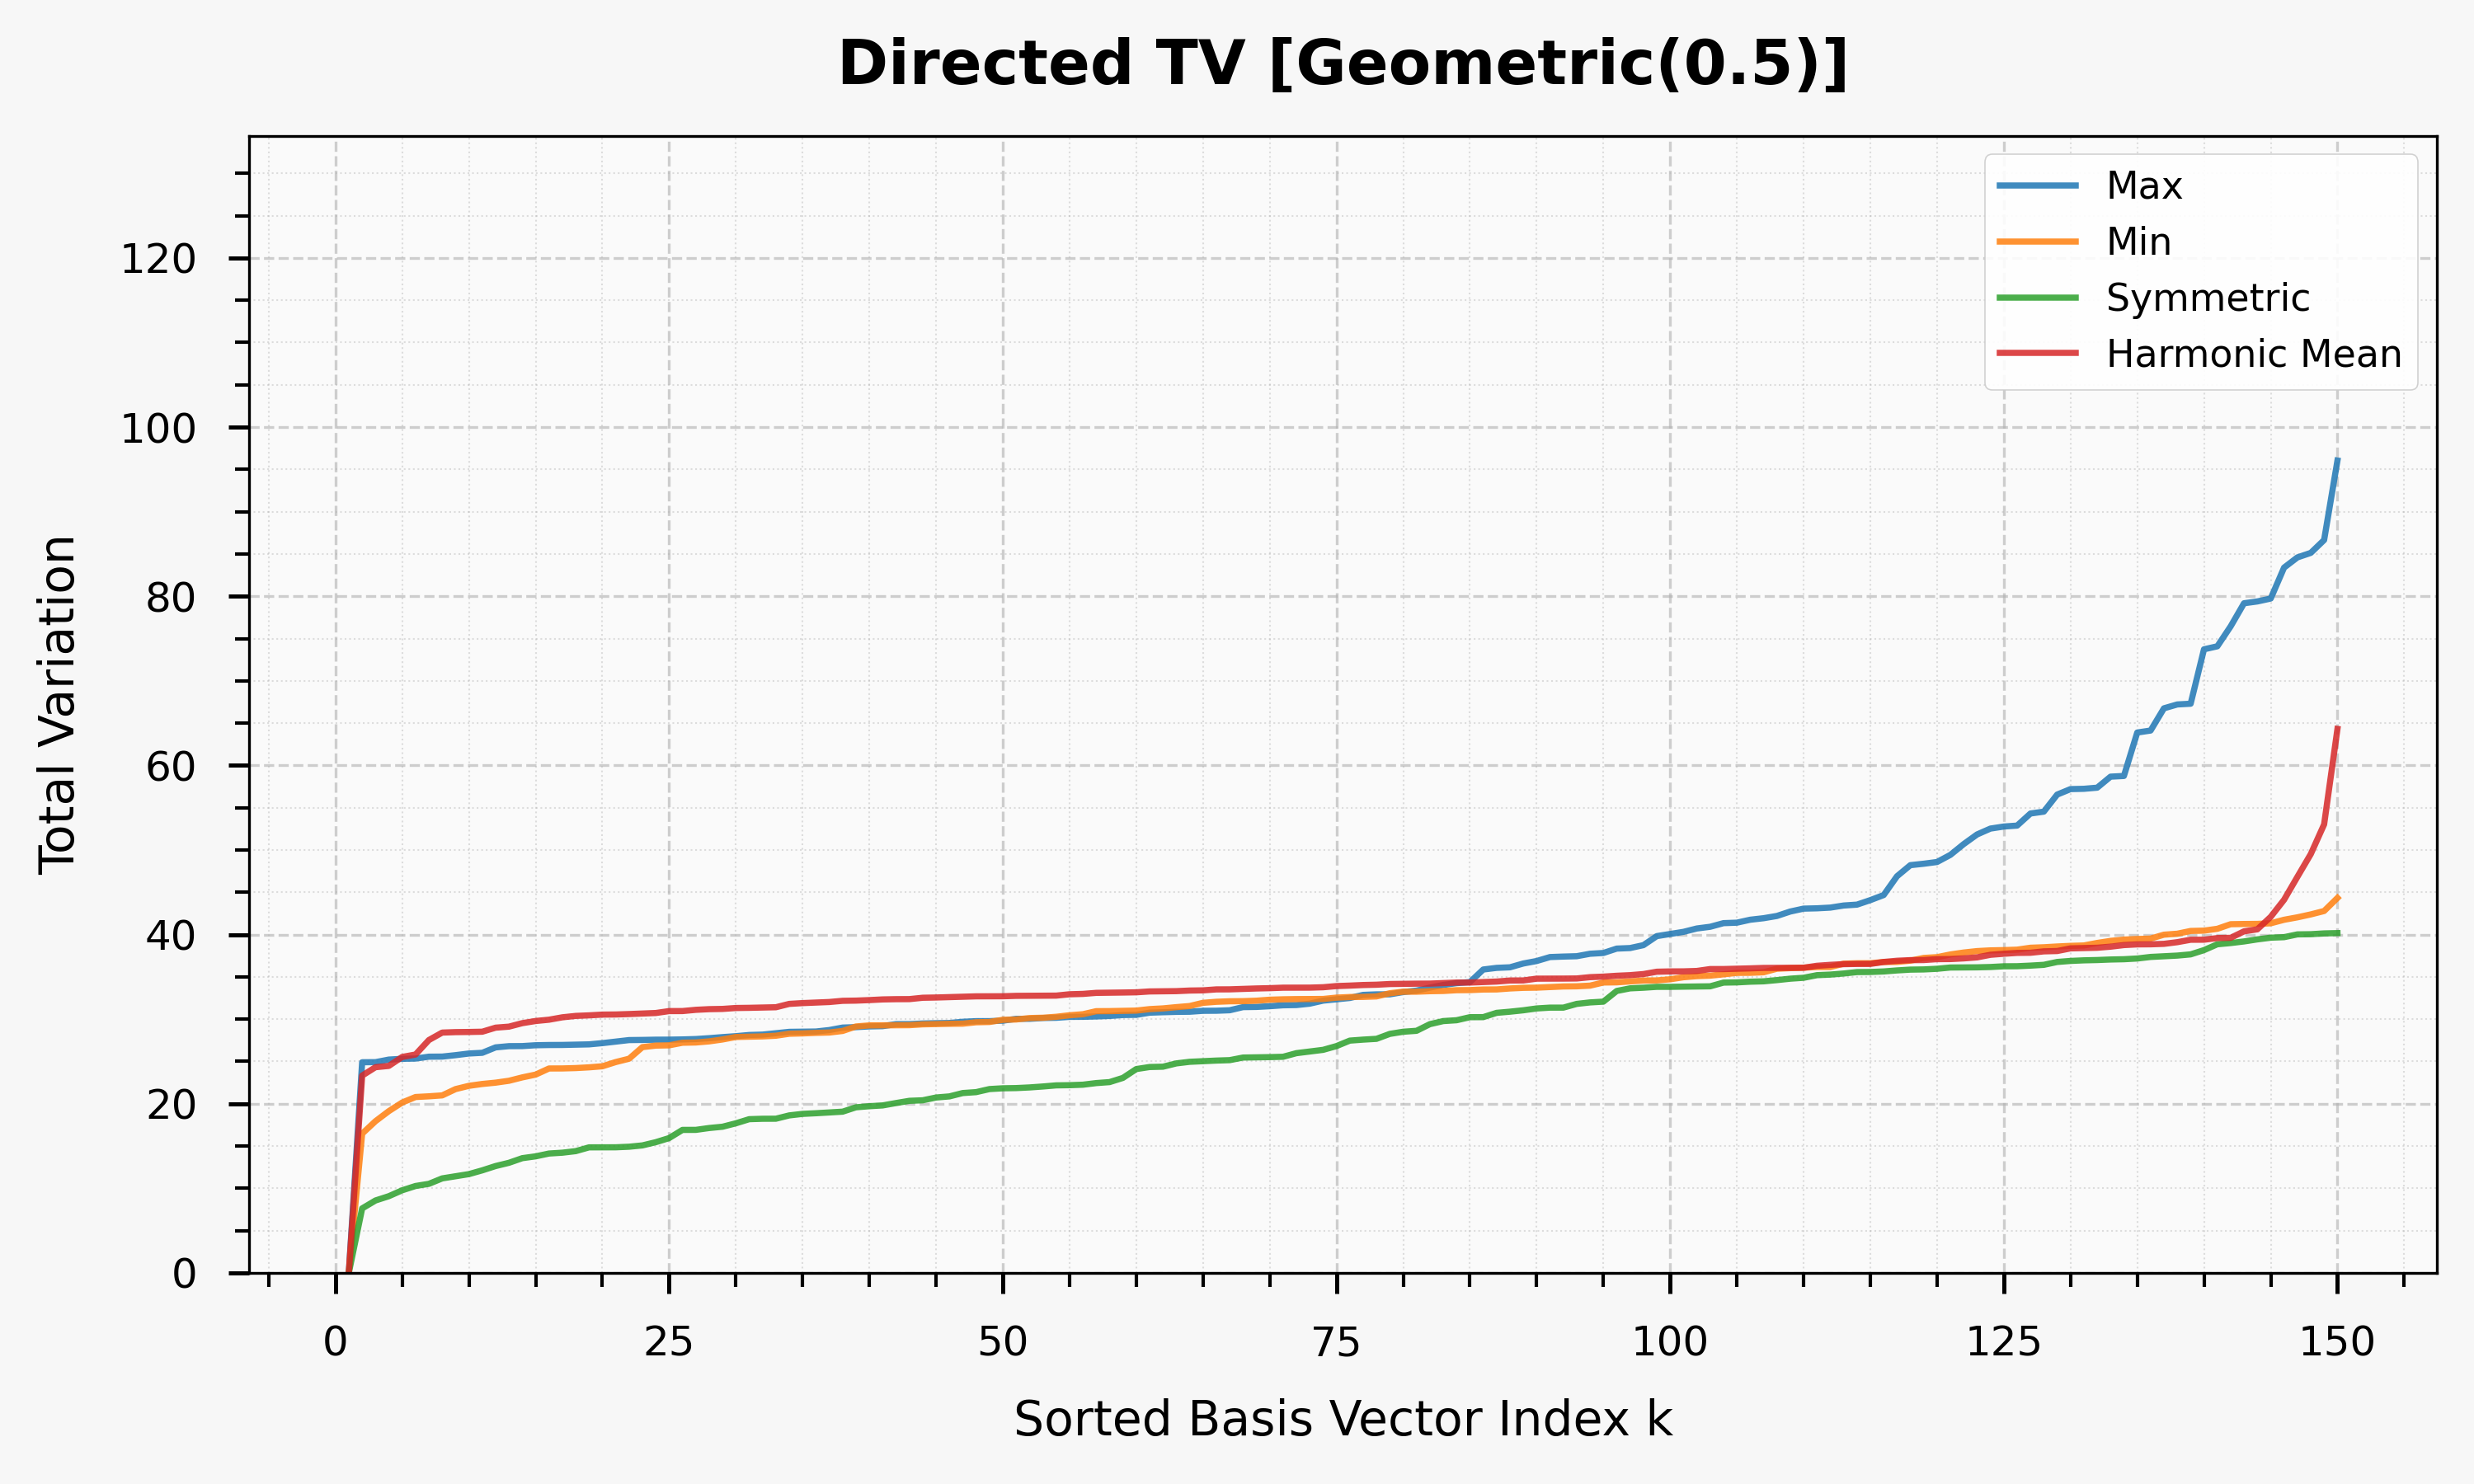 Directed TV [Geometric(0.5)]
Max
Min
Symmetric
Harmonic Mean
Total Variation
120
100
80
60
40
20
0
0 25 50 75 100 125 150
Sorted Basis Vector Index k